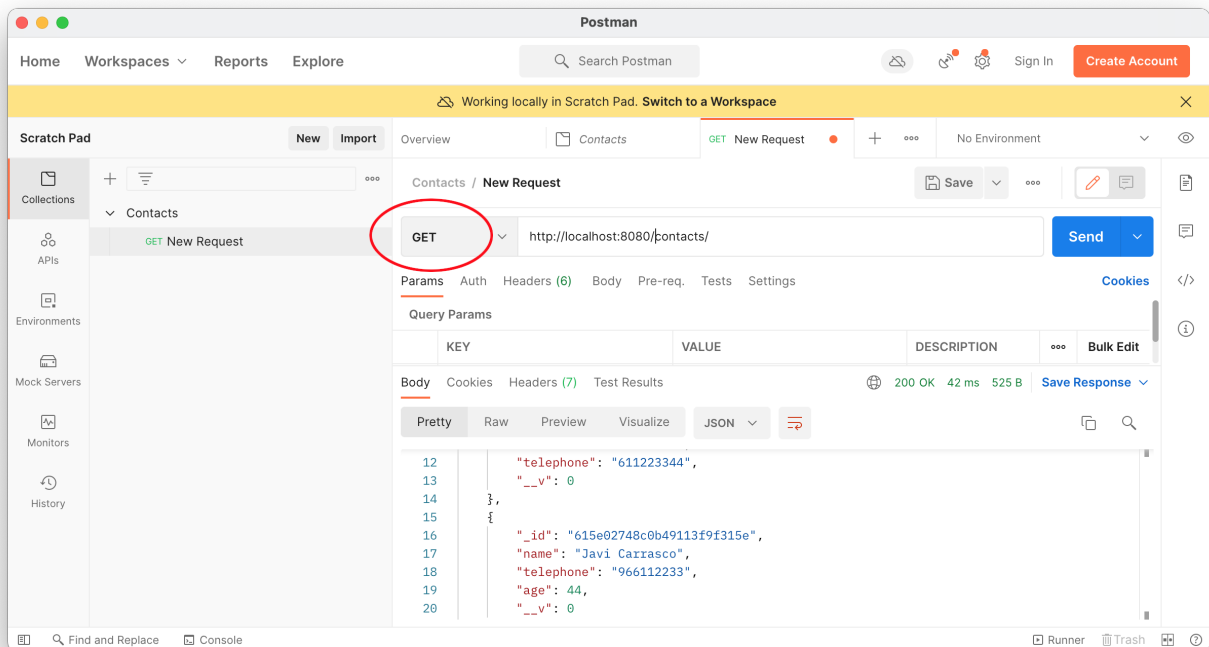 Postman
Home Workspaces Reports Explore Search Postman Sign In Create Account
Working locally in Scratch Pad. Switch to a Workspace
Scratch Pad New Import Overview Contacts GET New Request No Environment
Collections
APIs
Environments
Mock Servers
Monitors
History
Contacts
GET New Request
Contacts / New Request Save
GET http://localhost:8080/contacts/ Send
Params Auth Headers (6) Body Pre-req. Tests Settings Cookies
Query Params
KEY VALUE DESCRIPTION Bulk Edit
Body Cookies Headers (7) Test Results 200 OK 42 ms 525 B Save Response
Pretty Raw Preview Visualize JSON
12 "telephone": "611223344",
13 "__v": 0
14 },
15 {
16 "_id": "615e02748c0b49113f9f315e",
17 "name": "Javi Carrasco",
18 "telephone": "966112233",
19 "age": 44,
20 "__v": 0
Find and Replace Console Runner Trash